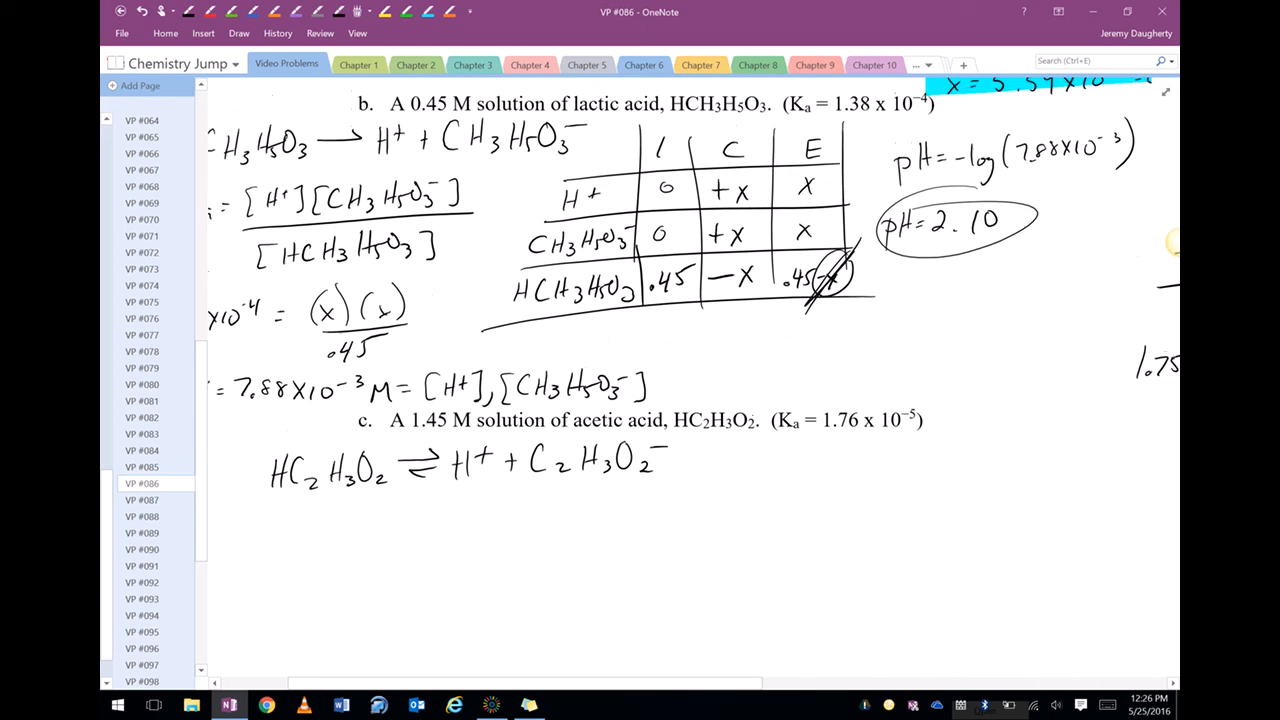 VP #086 - OneNote
File Home Insert Draw History Review View
Jeremy Daugherty
Chemistry Jump
Video Problems Chapter 1 Chapter 2 Chapter 3 Chapter 4 Chapter 5 Chapter 6 Chapter 7 Chapter 8 Chapter 9 Chapter 10 ...
Search (Ctrl+E)
Add Page
VP #064
VP #065
VP #066
VP #067
VP #068
VP #069
VP #070
VP #071
VP #072
VP #073
VP #074
VP #075
VP #076
VP #077
VP #078
VP #079
VP #080
VP #081
VP #082
VP #083
VP #084
VP #085
VP #086
VP #087
VP #088
VP #089
VP #090
VP #091
VP #092
VP #093
VP #094
VP #095
VP #096
VP #097
VP #098
b. A 0.45 M solution of lactic acid, HCH3H5O3. (Ka = 1.38 x 10⁻⁴)
CH3H5O3 → H+ + CH3H5O3⁻
= [H+][CH3H5O3⁻]
[HCH3H5O3]
x10⁻⁴ = (x)(x)
.45
= 7.88x10⁻³ M = [H+], [CH3H5O3⁻]
I C E
H+ 0 +x x
CH3H5O3⁻ 0 +x x
HCH3H5O3 .45 -x .45-x
pH = -log(7.88x10⁻³)
pH = 2.10
1.75
c. A 1.45 M solution of acetic acid, HC2H3O2. (Ka = 1.76 x 10⁻⁵)
HC₂H₃O₂ ⇌ H+ + C₂H₃O₂⁻
12:26 PM
5/25/2016